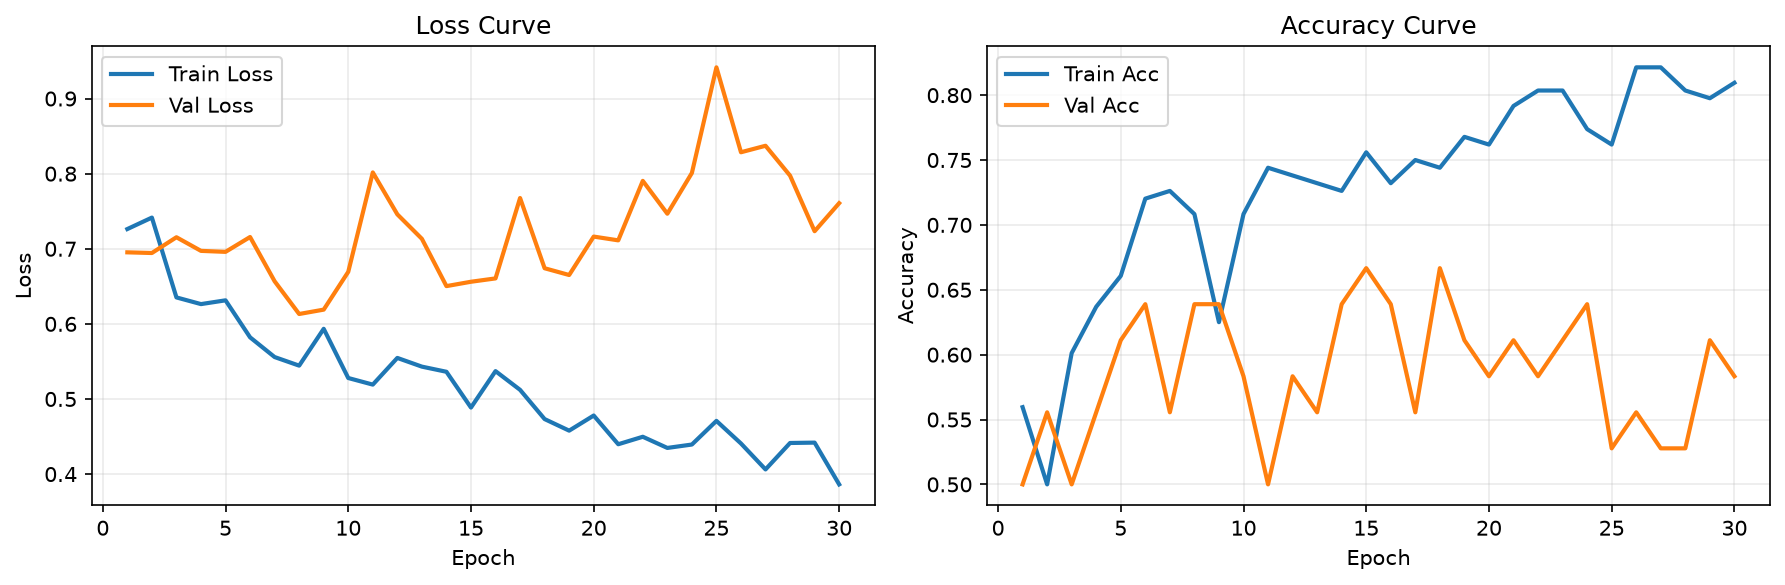 Loss Curve
Train Loss
Val Loss
Loss
0.9
0.8
0.7
0.6
0.5
0.4
0 5 10 15 20 25 30
Epoch
Accuracy Curve
Train Acc
Val Acc
Accuracy
0.80
0.75
0.70
0.65
0.60
0.55
0.50
0 5 10 15 20 25 30
Epoch